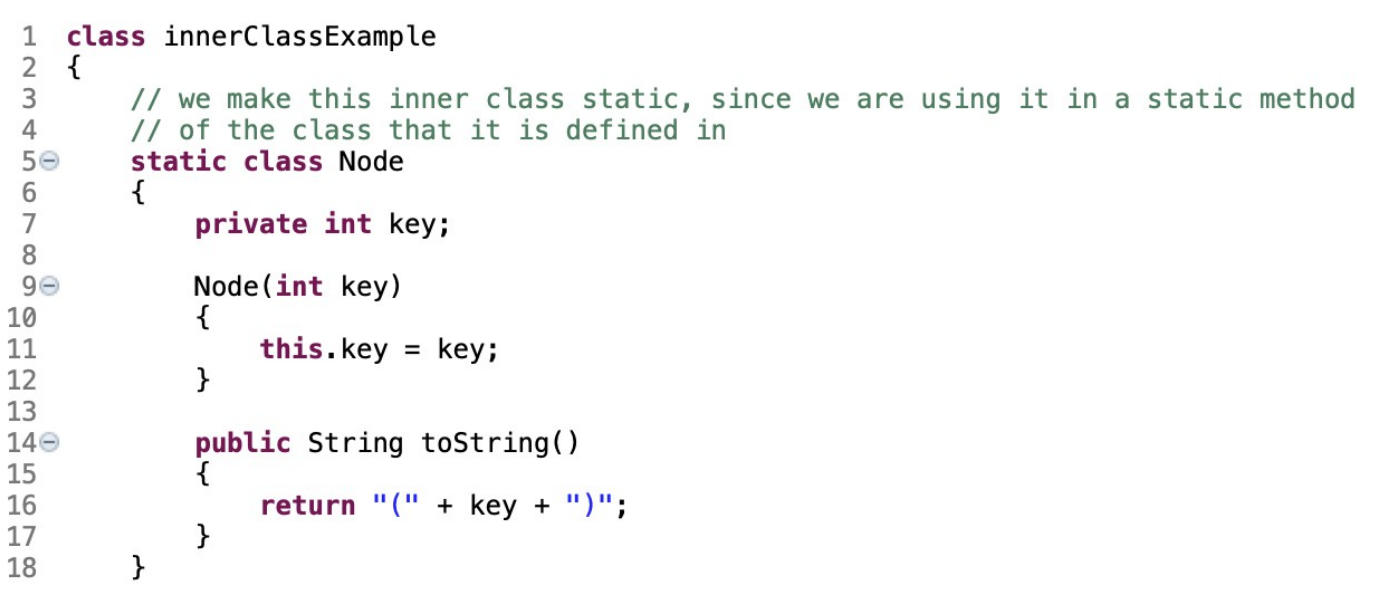 1 class innerClassExample
2 {
3     // we make this inner class static, since we are using it in a static method
4     // of the class that it is defined in
5     static class Node
6     {
7         private int key;
8
9         Node(int key)
10         {
11             this.key = key;
12         }
13
14         public String toString()
15         {
16             return "(" + key + ")";
17         }
18     }